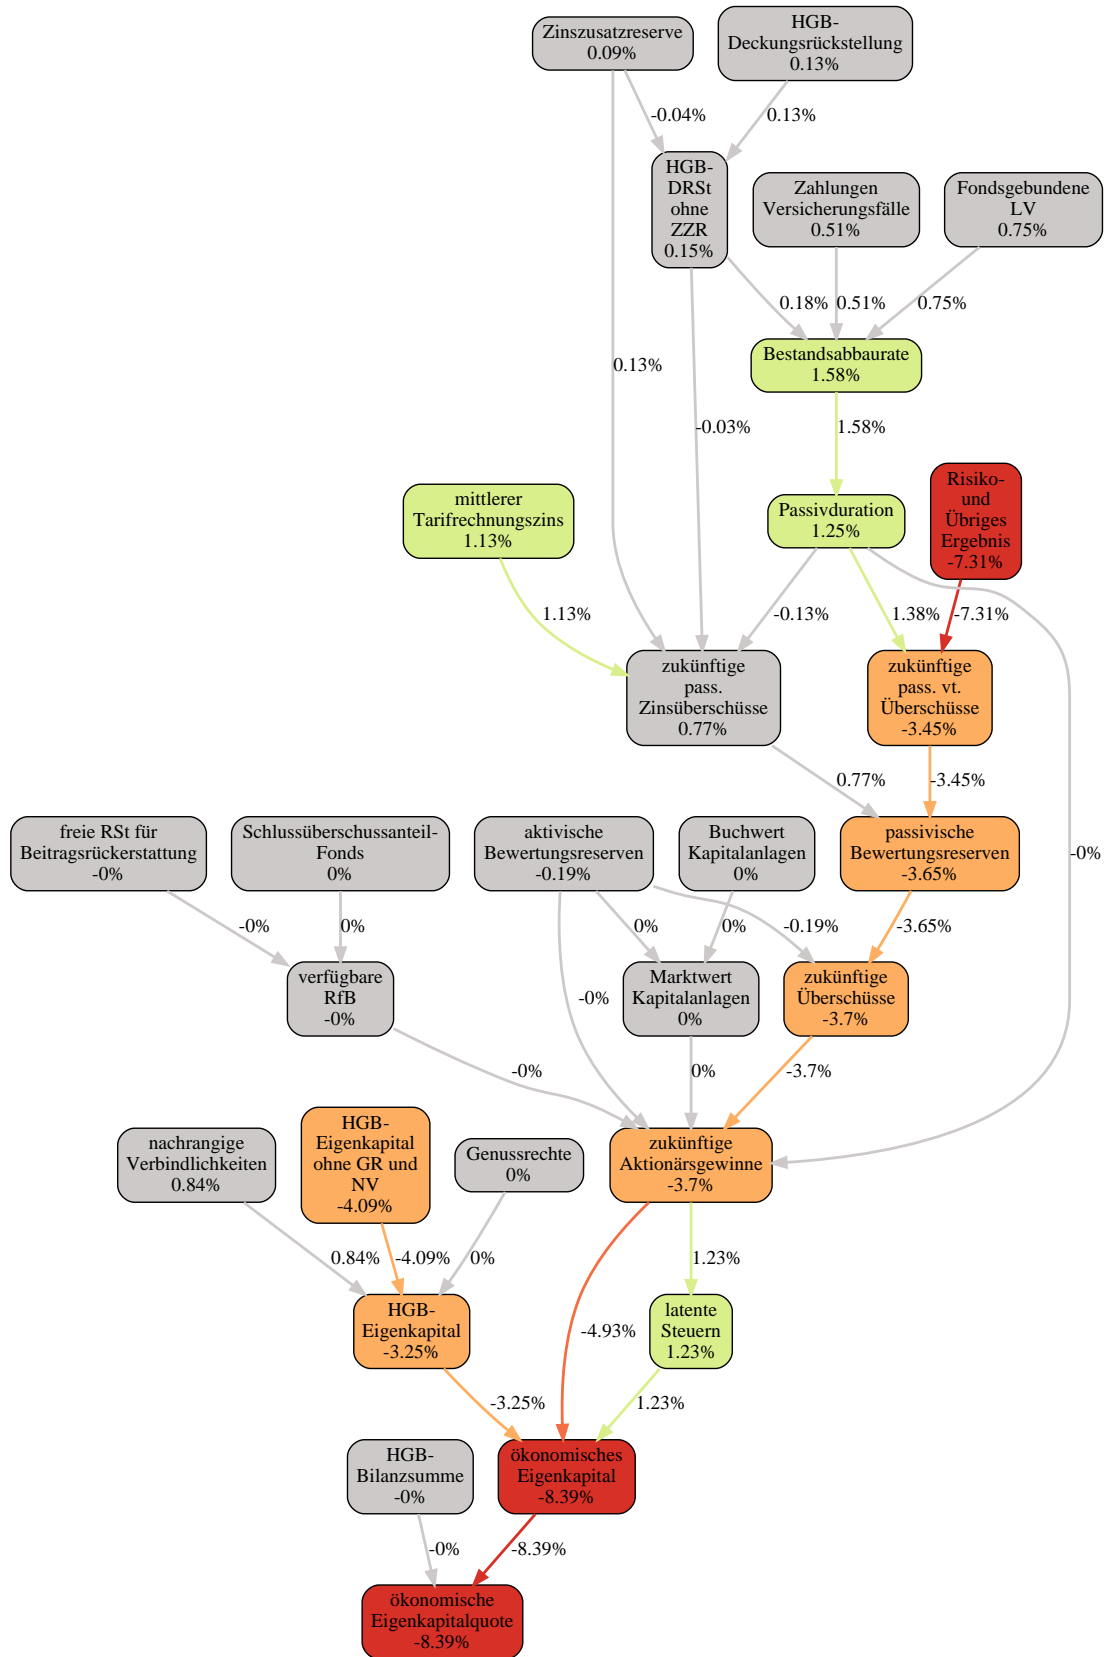 Zinszusatzreserve
0.09%
HGB-
Deckungsrückstellung
0.13%
-0.04%
0.13%
HGB-
DRSt
ohne
ZZR
0.15%
Zahlungen
Versicherungsfälle
0.51%
Fondsgebundene
LV
0.75%
0.18%
0.51%
0.75%
Bestandsabbaurate
1.58%
0.13%
-0.03%
1.58%
mittlerer
Tarifrechnungszins
1.13%
Passivduration
1.25%
Risiko-
und
Übriges
Ergebnis
-7.31%
1.13%
-0.13%
1.38%
-7.31%
zukünftige
pass.
Zinsüberschüsse
0.77%
zukünftige
pass. vt.
Überschüsse
-3.45%
0.77%
-3.45%
freie RSt für
Beitragsrückerstattung
-0%
Schlussüberschussanteil-
Fonds
0%
aktivische
Bewertungsreserven
-0.19%
Buchwert
Kapitalanlagen
0%
passivische
Bewertungsreserven
-3.65%
-0%
-0%
0%
0%
0%
-0.19%
-3.65%
verfügbare
RfB
-0%
-0%
Marktwert
Kapitalanlagen
0%
zukünftige
Überschüsse
-3.7%
-0%
0%
-3.7%
nachrangige
Verbindlichkeiten
0.84%
HGB-
Eigenkapital
ohne GR und
NV
-4.09%
Genussrechte
0%
zukünftige
Aktionärsgewinne
-3.7%
0.84%
-4.09%
0%
1.23%
HGB-
Eigenkapital
-3.25%
-4.93%
latente
Steuern
1.23%
-3.25%
1.23%
HGB-
Bilanzsumme
-0%
ökonomisches
Eigenkapital
-8.39%
-0%
-8.39%
ökonomische
Eigenkapitalquote
-8.39%